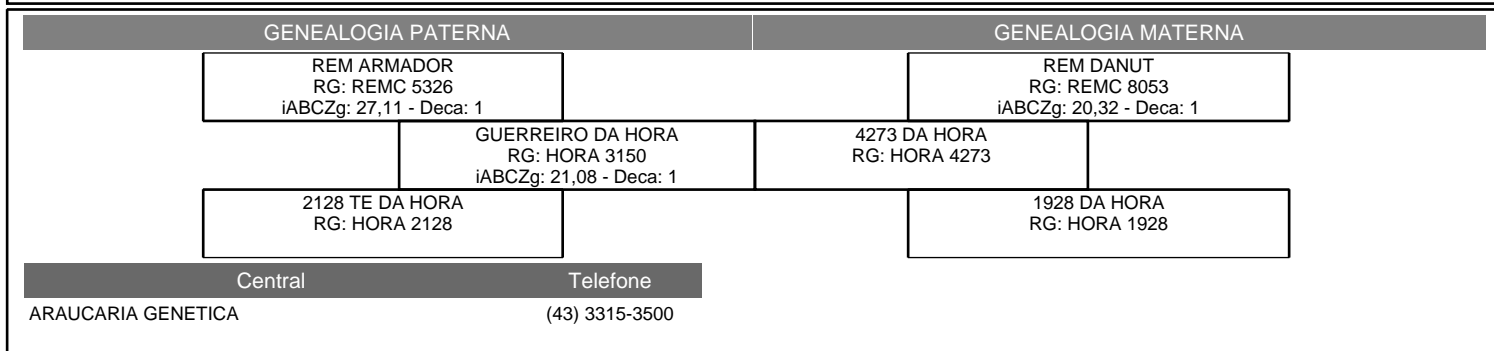 GENEALOGIA PATERNA
GENEALOGIA MATERNA
REM ARMADOR
RG: REMC 5326
iABCZg: 27,11 - Deca: 1
REM DANUT
RG: REMC 8053
iABCZg: 20,32 - Deca: 1
GUERREIRO DA HORA
RG: HORA 3150
iABCZg: 21,08 - Deca: 1
4273 DA HORA
RG: HORA 4273
2128 TE DA HORA
RG: HORA 2128
1928 DA HORA
RG: HORA 1928
Central Telefone
ARAUCARIA GENETICA (43) 3315-3500